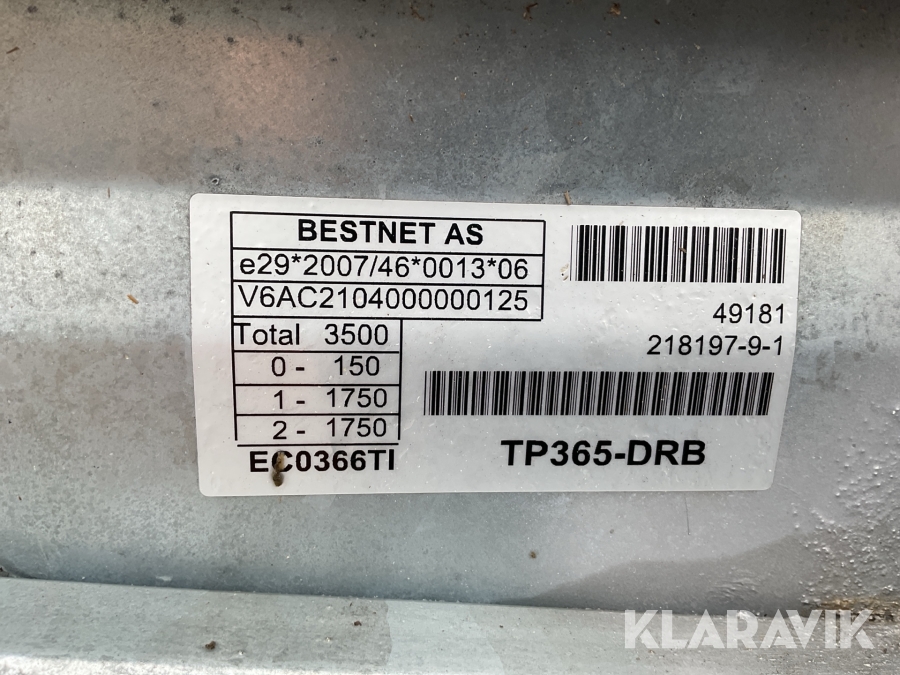 BESTNET AS
e29*2007/46*0013*06
V6AC2104000000125
Total 3500
0 - 150
1 - 1750
2 - 1750
EC0366TI
49181
218197-9-1
TP365-DRB
KLARAVIK